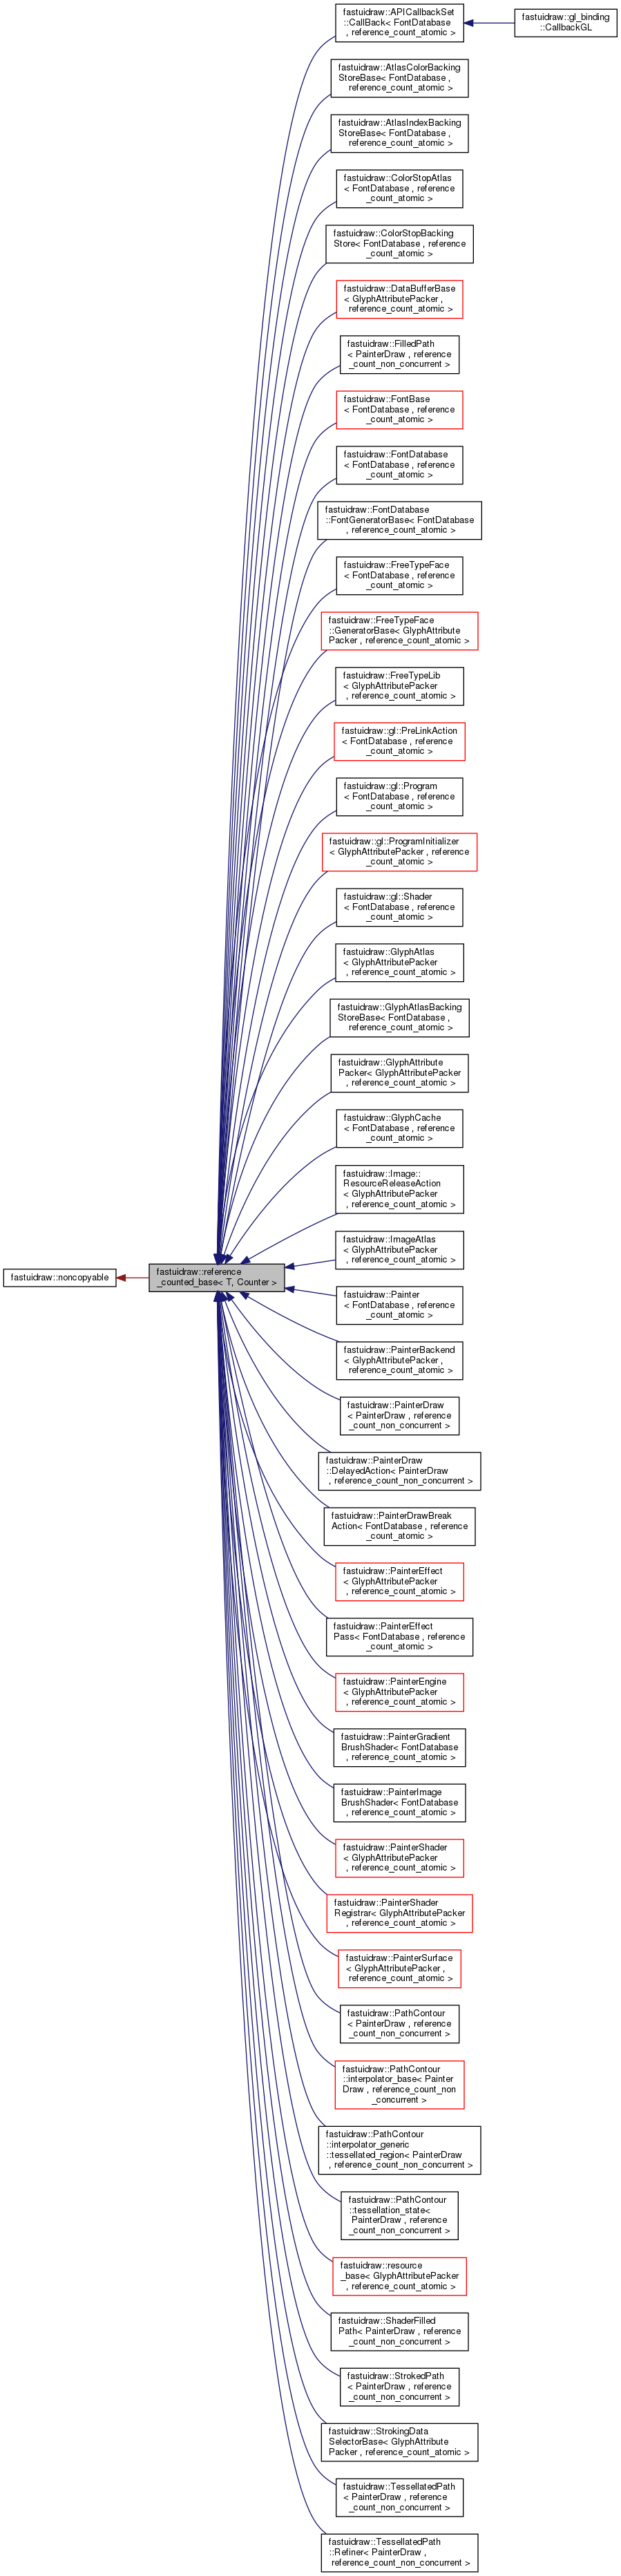 fastuidraw::APICallbackSet
::CallBack< FontDatabase
, reference_count_atomic >
fastuidraw::gl_binding
::CallbackGL
fastuidraw::AtlasColorBacking
StoreBase< FontDatabase ,
reference_count_atomic >
fastuidraw::AtlasIndexBacking
StoreBase< FontDatabase ,
reference_count_atomic >
fastuidraw::ColorStopAtlas
< FontDatabase , reference
_count_atomic >
fastuidraw::ColorStopBacking
Store< FontDatabase , reference
_count_atomic >
fastuidraw::DataBufferBase
< GlyphAttributePacker ,
reference_count_atomic >
fastuidraw::FilledPath
< PainterDraw , reference
_count_non_concurrent >
fastuidraw::FontBase
< FontDatabase , reference
_count_atomic >
fastuidraw::FontDatabase
< FontDatabase , reference
_count_atomic >
fastuidraw::FontDatabase
::FontGeneratorBase< FontDatabase
, reference_count_atomic >
fastuidraw::FreeTypeFace
< FontDatabase , reference
_count_atomic >
fastuidraw::FreeTypeFace
::GeneratorBase< GlyphAttribute
Packer , reference_count_atomic >
fastuidraw::FreeTypeLib
< GlyphAttributePacker
, reference_count_atomic >
fastuidraw::gl::PreLinkAction
< FontDatabase , reference
_count_atomic >
fastuidraw::gl::Program
< FontDatabase , reference
_count_atomic >
fastuidraw::gl::ProgramInitializer
< GlyphAttributePacker , reference
_count_atomic >
fastuidraw::gl::Shader
< FontDatabase , reference
_count_atomic >
fastuidraw::GlyphAtlas
< GlyphAttributePacker
, reference_count_atomic >
fastuidraw::GlyphAtlasBacking
StoreBase< FontDatabase ,
reference_count_atomic >
fastuidraw::GlyphAttribute
Packer< GlyphAttributePacker
, reference_count_atomic >
fastuidraw::GlyphCache
< FontDatabase , reference
_count_atomic >
fastuidraw::Image::
ResourceReleaseAction
< GlyphAttributePacker
, reference_count_atomic >
fastuidraw::ImageAtlas
< GlyphAttributePacker
, reference_count_atomic >
fastuidraw::noncopyable
fastuidraw::reference
_counted_base< T, Counter >
fastuidraw::Painter
< FontDatabase , reference
_count_atomic >
fastuidraw::PainterBackend
< GlyphAttributePacker ,
reference_count_atomic >
fastuidraw::PainterDraw
< PainterDraw , reference
_count_non_concurrent >
fastuidraw::PainterDraw
::DelayedAction< PainterDraw
, reference_count_non_concurrent >
fastuidraw::PainterDrawBreak
Action< FontDatabase , reference
_count_atomic >
fastuidraw::PainterEffect
< GlyphAttributePacker
, reference_count_atomic >
fastuidraw::PainterEffect
Pass< FontDatabase , reference
_count_atomic >
fastuidraw::PainterEngine
< GlyphAttributePacker
, reference_count_atomic >
fastuidraw::PainterGradient
BrushShader< FontDatabase
, reference_count_atomic >
fastuidraw::PainterImage
BrushShader< FontDatabase
, reference_count_atomic >
fastuidraw::PainterShader
< GlyphAttributePacker
, reference_count_atomic >
fastuidraw::PainterShader
Registrar< GlyphAttributePacker
, reference_count_atomic >
fastuidraw::PainterSurface
< GlyphAttributePacker ,
reference_count_atomic >
fastuidraw::PathContour
< PainterDraw , reference
_count_non_concurrent >
fastuidraw::PathContour
::interpolator_base< Painter
Draw , reference_count_non
_concurrent >
fastuidraw::PathContour
::interpolator_generic
::tessellated_region< PainterDraw
, reference_count_non_concurrent >
fastuidraw::PathContour
::tessellation_state<
PainterDraw , reference
_count_non_concurrent >
fastuidraw::resource
_base< GlyphAttributePacker
, reference_count_atomic >
fastuidraw::ShaderFilled
Path< PainterDraw , reference
_count_non_concurrent >
fastuidraw::StrokedPath
< PainterDraw , reference
_count_non_concurrent >
fastuidraw::StrokingData
SelectorBase< GlyphAttribute
Packer , reference_count_atomic >
fastuidraw::TessellatedPath
< PainterDraw , reference
_count_non_concurrent >
fastuidraw::TessellatedPath
::Refiner< PainterDraw ,
reference_count_non_concurrent >